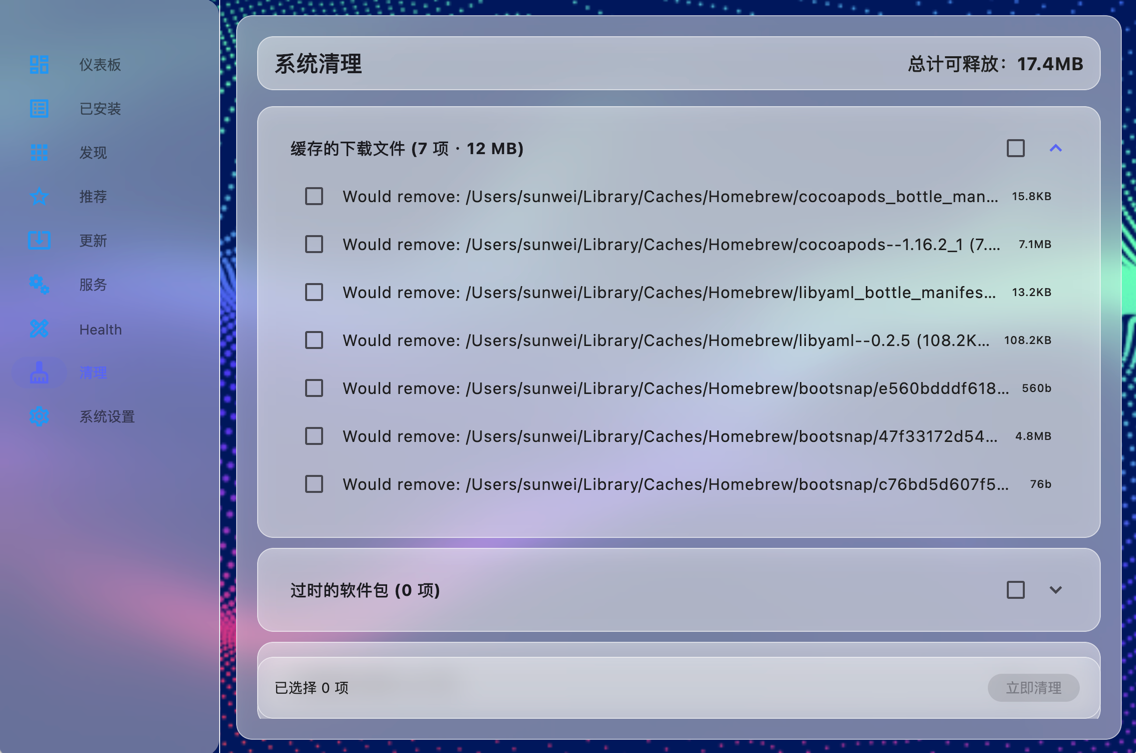 仪表板
已安装
发现
推荐
更新
服务
Health
清理
系统设置
系统清理
总计可释放：17.4MB
缓存的下载文件 (7 项 · 12 MB)
Would remove: /Users/sunwei/Library/Caches/Homebrew/cocoapods_bottle_man... 15.8KB
Would remove: /Users/sunwei/Library/Caches/Homebrew/cocoapods--1.16.2_1 (7.... 7.1MB
Would remove: /Users/sunwei/Library/Caches/Homebrew/libyaml_bottle_manifes... 13.2KB
Would remove: /Users/sunwei/Library/Caches/Homebrew/libyaml--0.2.5 (108.2K... 108.2KB
Would remove: /Users/sunwei/Library/Caches/Homebrew/bootsnap/e560bdddf618... 560b
Would remove: /Users/sunwei/Library/Caches/Homebrew/bootsnap/47f33172d54... 4.8MB
Would remove: /Users/sunwei/Library/Caches/Homebrew/bootsnap/c76bd5d607f5... 76b
过时的软件包 (0 项)
已选择 0 项
立即清理